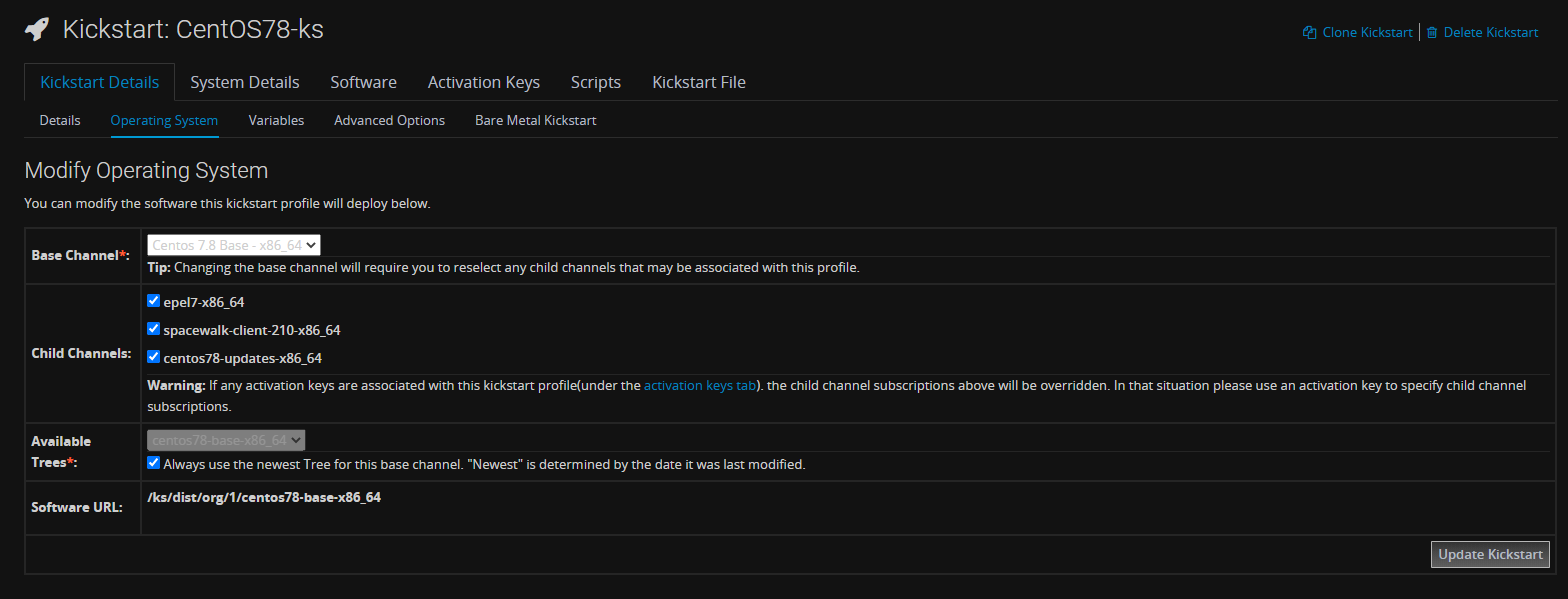 Kickstart: CentOS78-ks
Clone Kickstart | Delete Kickstart
Kickstart Details System Details Software Activation Keys Scripts Kickstart File
Details Operating System Variables Advanced Options Bare Metal Kickstart
Modify Operating System
You can modify the software this kickstart profile will deploy below.
Base Channel*:
Centos 7.8 Base - x86_64
Tip: Changing the base channel will require you to reselect any child channels that may be associated with this profile.
Child Channels:
epel7-x86_64
spacewalk-client-210-x86_64
centos78-updates-x86_64
Warning: If any activation keys are associated with this kickstart profile(under the activation keys tab). the child channel subscriptions above will be overridden. In that situation please use an activation key to specify child channel
subscriptions.
Available
Trees*:
centos78-base-x86_64
Always use the newest Tree for this base channel. "Newest" is determined by the date it was last modified.
Software URL:
/ks/dist/org/1/centos78-base-x86_64
Update Kickstart